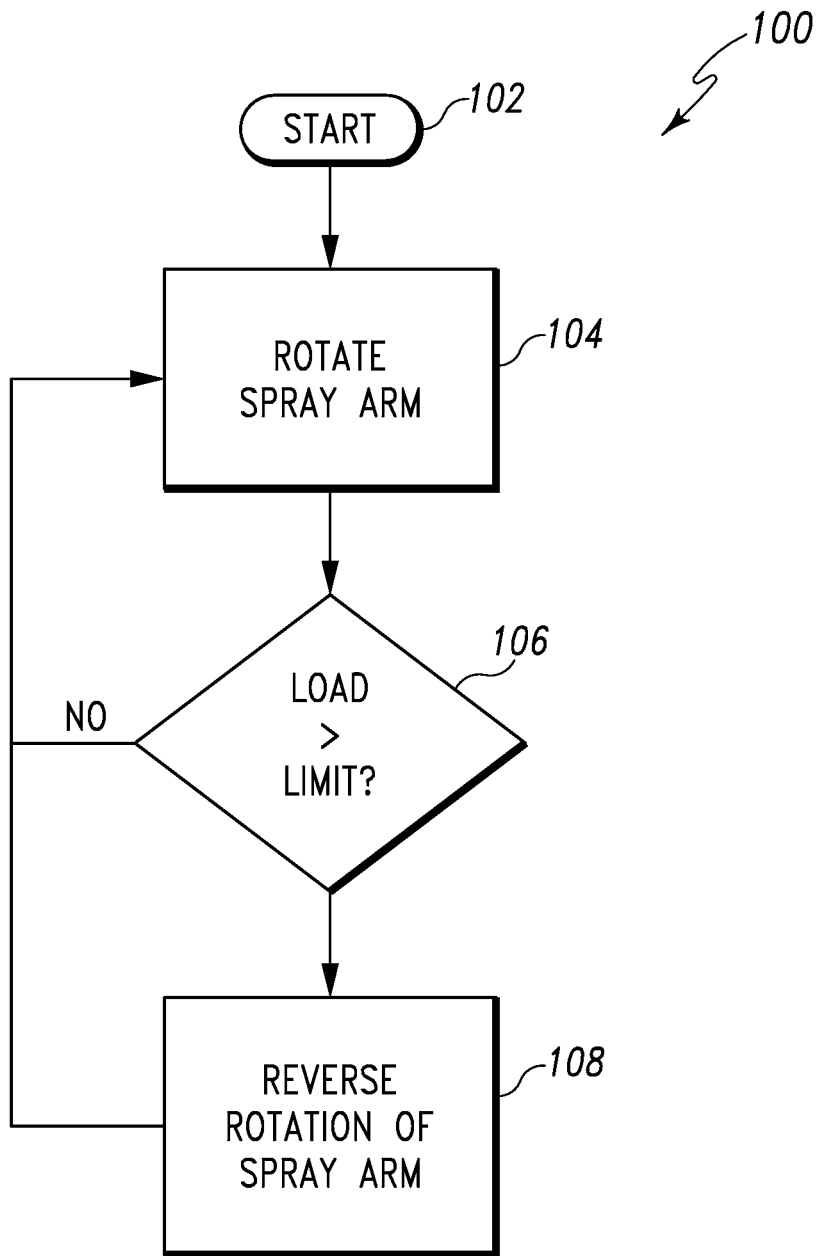 100
START
102
ROTATE
SPRAY ARM
104
LOAD
>
LIMIT?
106
NO
REVERSE
ROTATION OF
SPRAY ARM
108